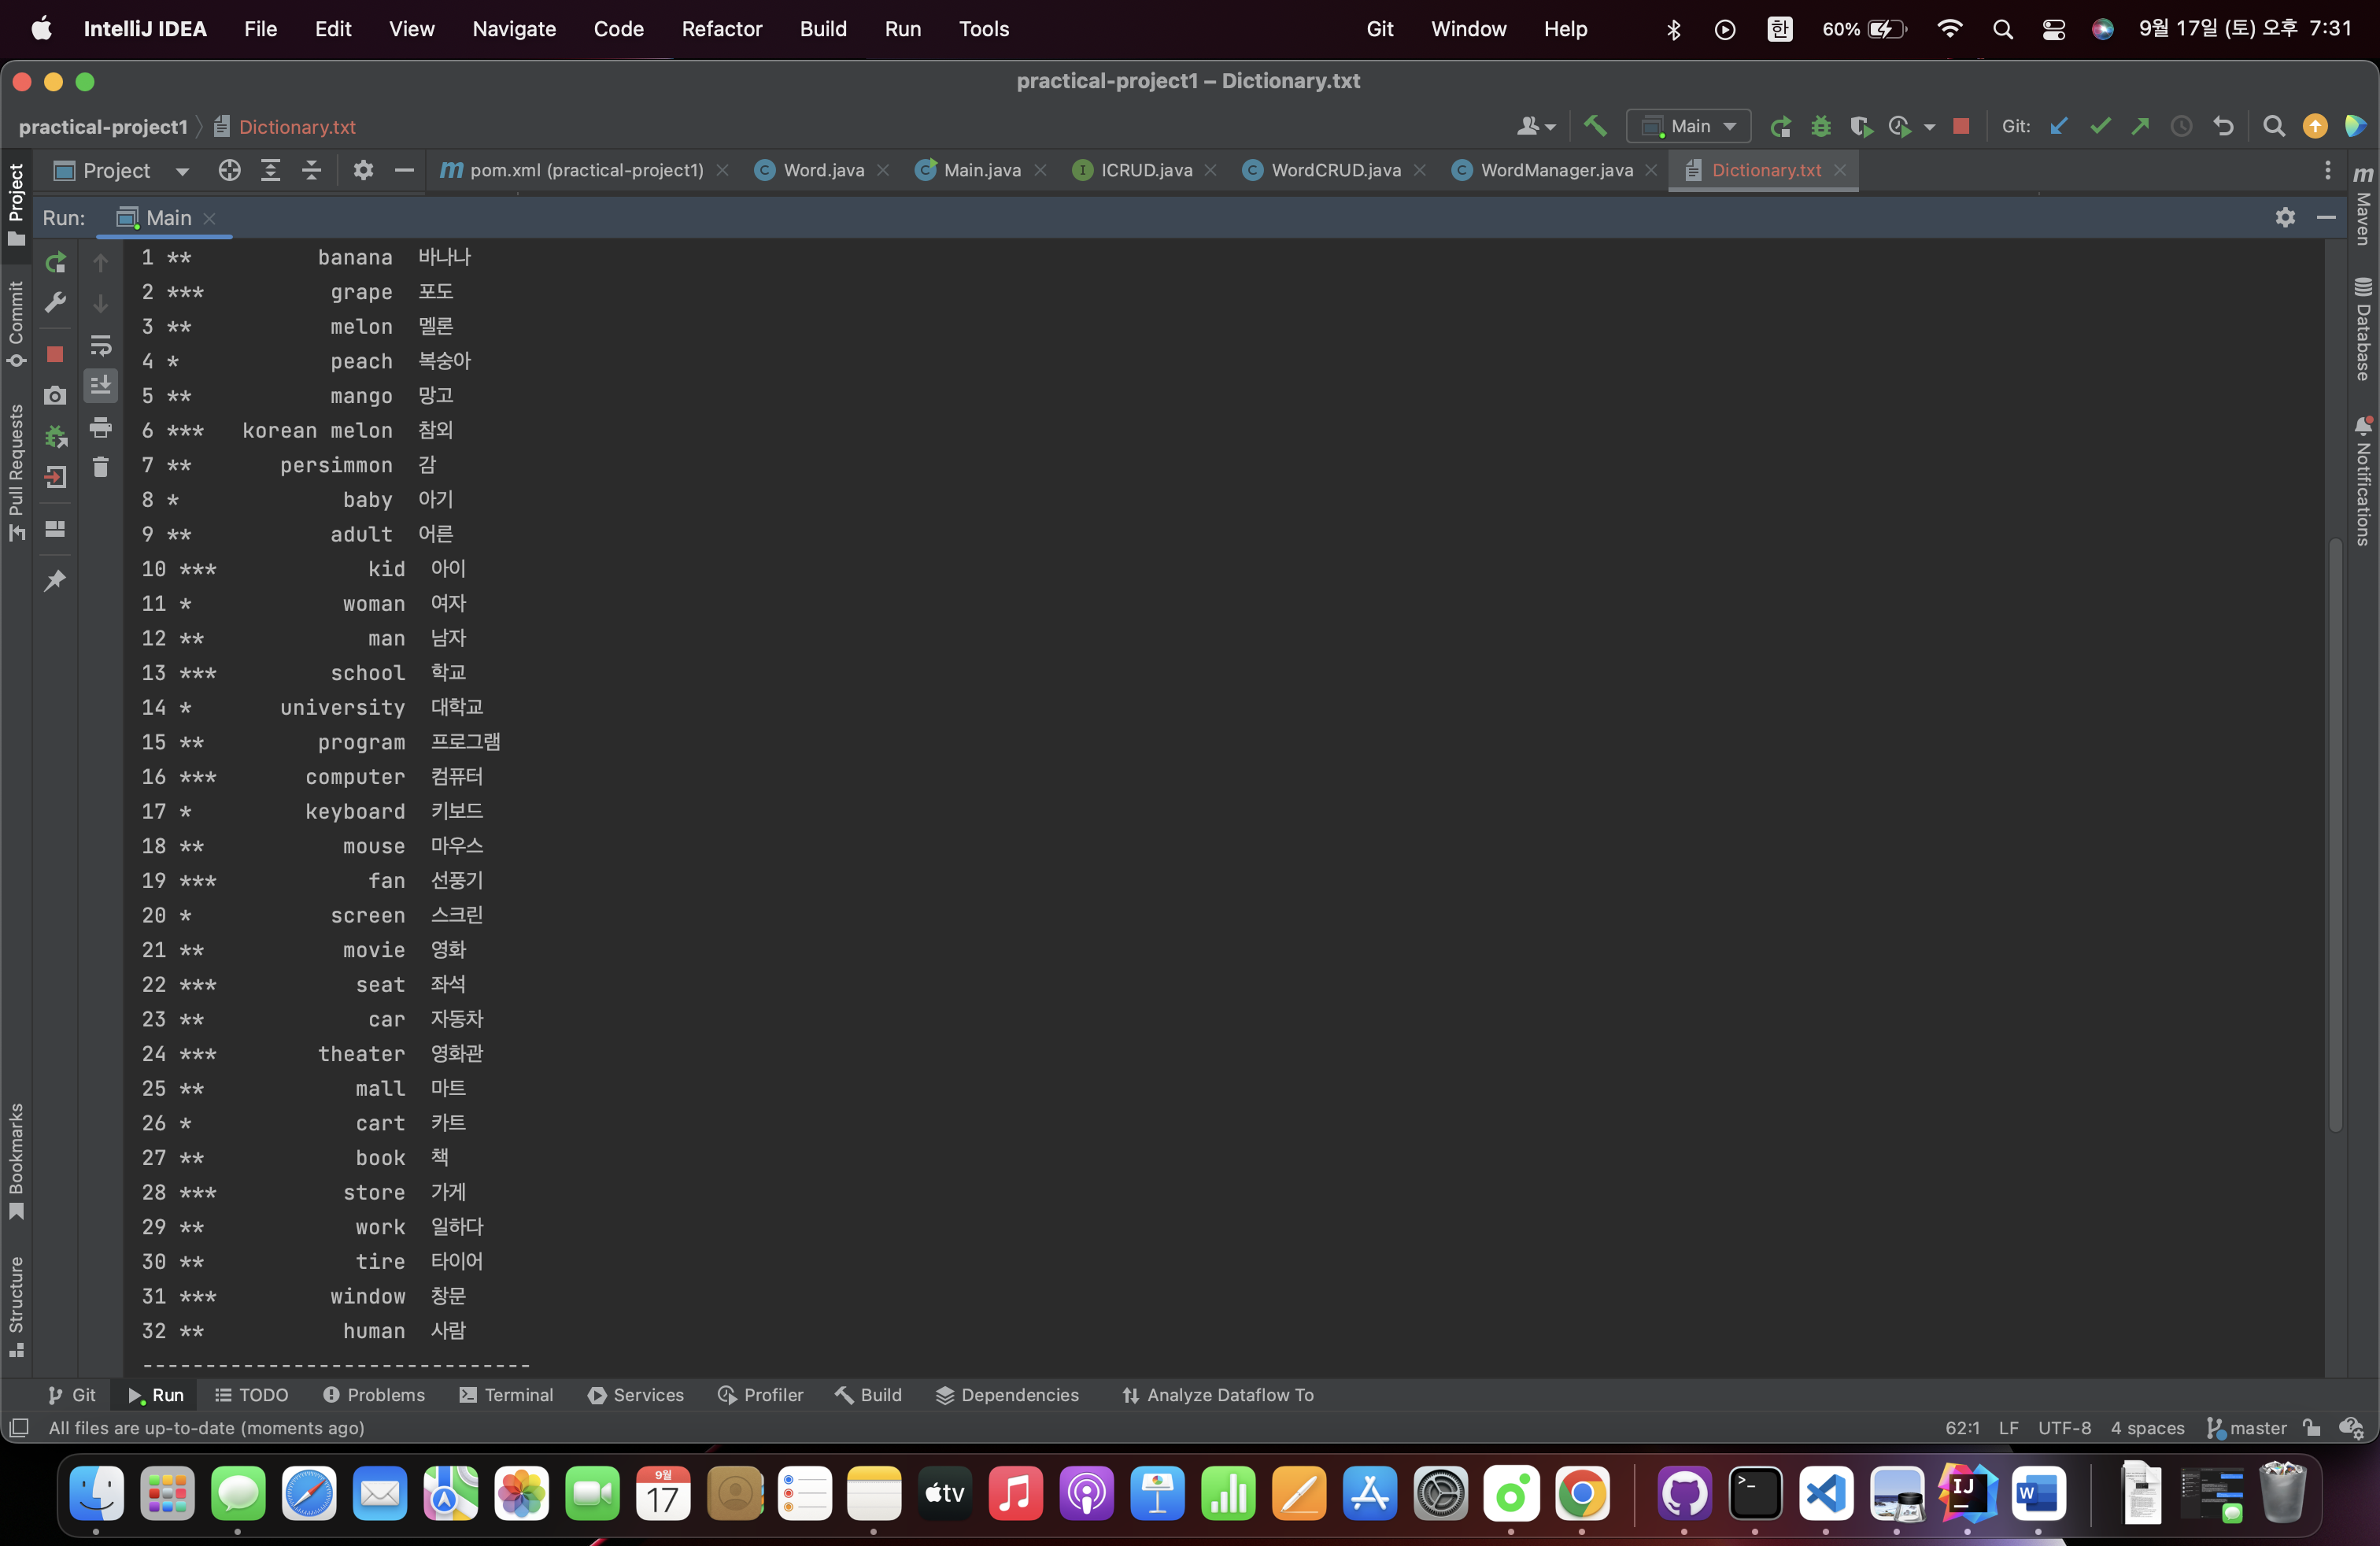 IntelliJ IDEA File Edit View Navigate Code Refactor Build Run Tools Git Window Help 한 60% 9월 17일 (토) 오후 7:31
practical-project1 – Dictionary.txt
practical-project1 Dictionary.txt Main Git:
Project pom.xml (practical-project1) Word.java Main.java ICRUD.java WordCRUD.java WordManager.java Dictionary.txt
Run: Main
1 ** banana 바나나
2 *** grape 포도
3 ** melon 멜론
4 * peach 복숭아
5 ** mango 망고
6 *** korean melon 참외
7 ** persimmon 감
8 * baby 아기
9 ** adult 어른
10 *** kid 아이
11 * woman 여자
12 ** man 남자
13 *** school 학교
14 * university 대학교
15 ** program 프로그램
16 *** computer 컴퓨터
17 * keyboard 키보드
18 ** mouse 마우스
19 *** fan 선풍기
20 * screen 스크린
21 ** movie 영화
22 *** seat 좌석
23 ** car 자동차
24 *** theater 영화관
25 ** mall 마트
26 * cart 카트
27 ** book 책
28 *** store 가게
29 ** work 일하다
30 ** tire 타이어
31 *** window 창문
32 ** human 사람
-------------------------------
Project
Commit
Pull Requests
Bookmarks
Structure
Maven
Database
Notifications
Git Run TODO Problems Terminal Services Profiler Build Dependencies Analyze Dataflow To
All files are up-to-date (moments ago) 62:1 LF UTF-8 4 spaces master
9월
17
tv
IJ
W